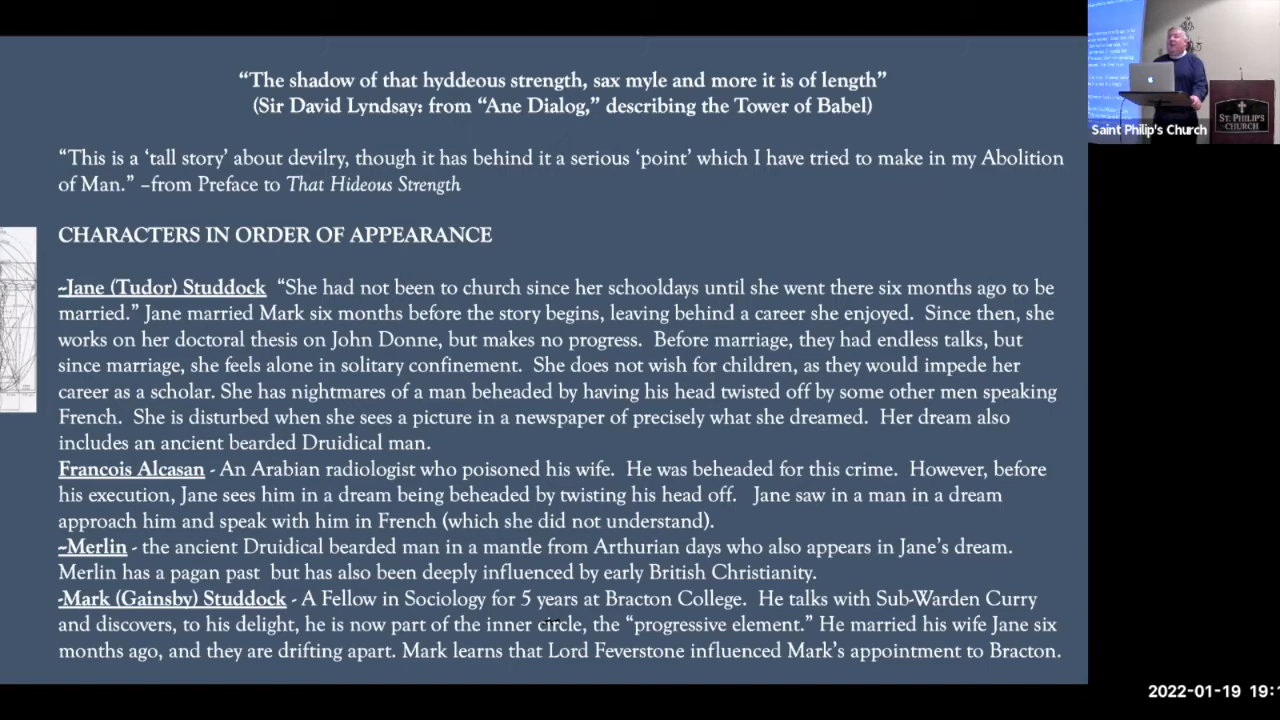 “The shadow of that hyddeous strength, sax myle and more it is of length”
(Sir David Lyndsay: from “Ane Dialog,” describing the Tower of Babel)
“This is a ‘tall story’ about devilry, though it has behind it a serious ‘point’ which I have tried to make in my Abolition
of Man.” –from Preface to That Hideous Strength
CHARACTERS IN ORDER OF APPEARANCE
~Jane (Tudor) Studdock “She had not been to church since her schooldays until she went there six months ago to be
married.” Jane married Mark six months before the story begins, leaving behind a career she enjoyed. Since then, she
works on her doctoral thesis on John Donne, but makes no progress. Before marriage, they had endless talks, but
since marriage, she feels alone in solitary confinement. She does not wish for children, as they would impede her
career as a scholar. She has nightmares of a man beheaded by having his head twisted off by some other men speaking
French. She is disturbed when she sees a picture in a newspaper of precisely what she dreamed. Her dream also
includes an ancient bearded Druidical man.
Francois Alcasan - An Arabian radiologist who poisoned his wife. He was beheaded for this crime. However, before
his execution, Jane sees him in a dream being beheaded by twisting his head off. Jane saw in a man in a dream
approach him and speak with him in French (which she did not understand).
~Merlin - the ancient Druidical bearded man in a mantle from Arthurian days who also appears in Jane’s dream.
Merlin has a pagan past but has also been deeply influenced by early British Christianity.
-Mark (Gainsby) Studdock - A Fellow in Sociology for 5 years at Bracton College. He talks with Sub-Warden Curry
and discovers, to his delight, he is now part of the inner circle, the “progressive element.” He married his wife Jane six
months ago, and they are drifting apart. Mark learns that Lord Feverstone influenced Mark’s appointment to Bracton.
ST. PHILIP'S
CHURCH
Saint Philip's Church
2022-01-19 19: